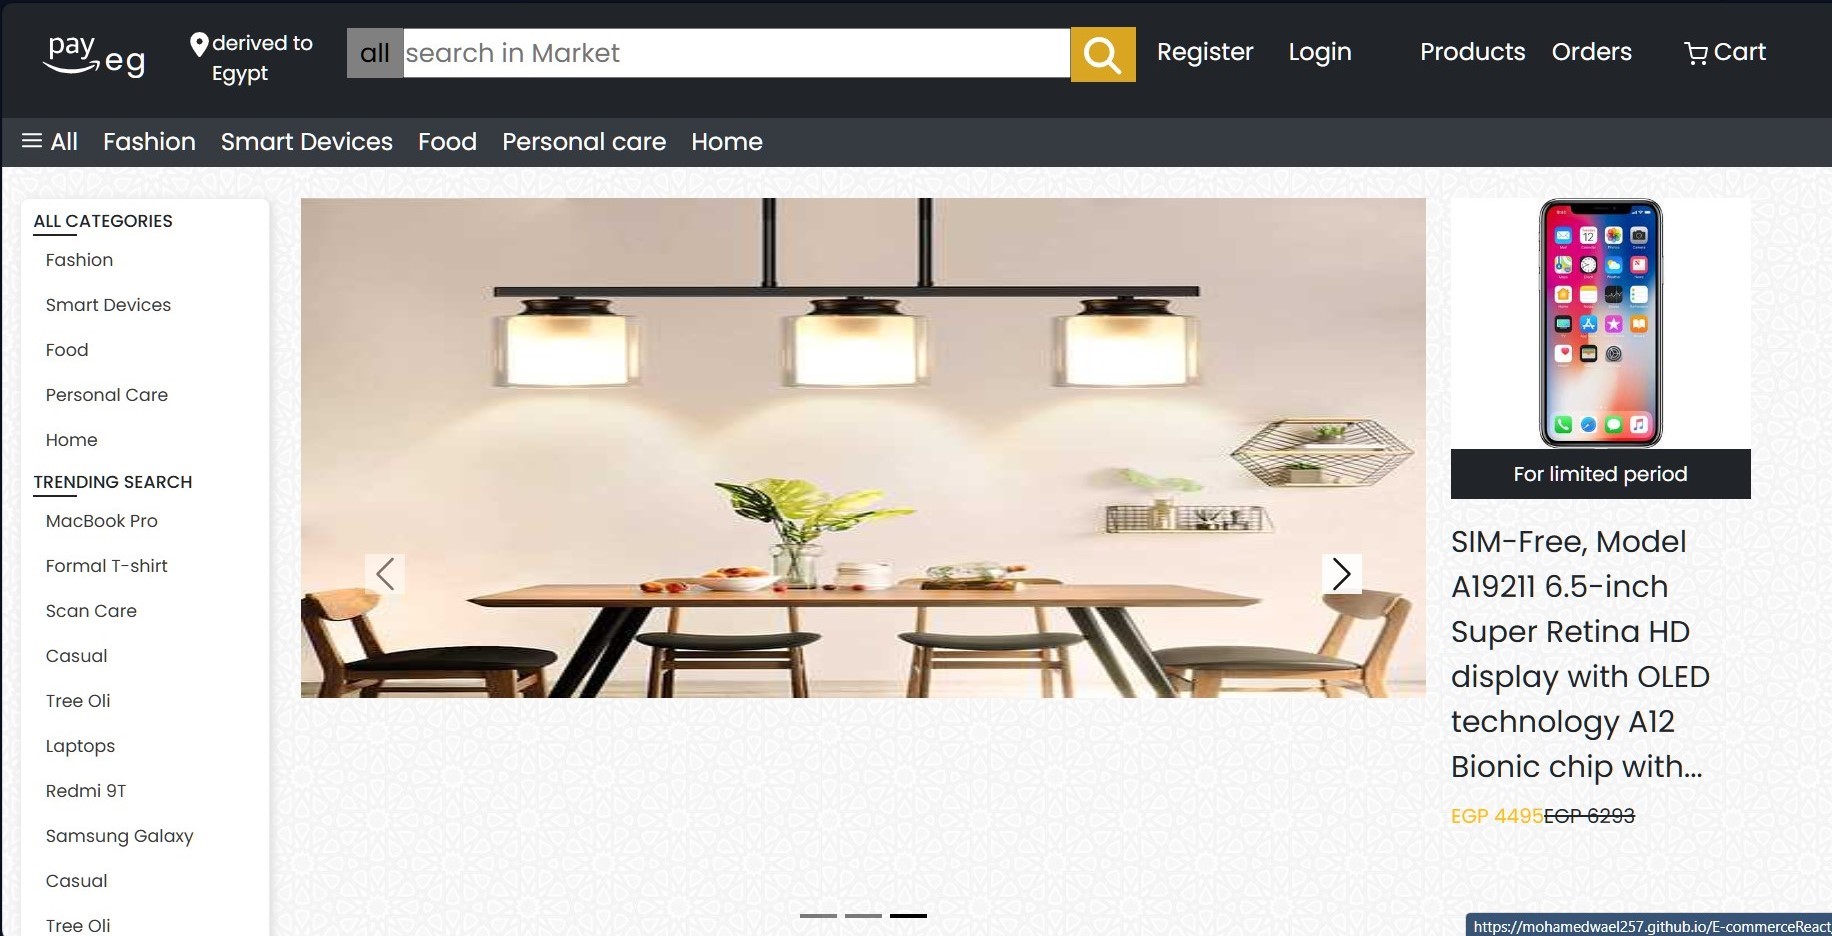 pay
eg
derived to
Egypt
all
search in Market
Register
Login
Products
Orders
Cart
All
Fashion
Smart Devices
Food
Personal care
Home
ALL CATEGORIES
Fashion
Smart Devices
Food
Personal Care
Home
TRENDING SEARCH
MacBook Pro
Formal T-shirt
Scan Care
Casual
Tree Oli
Laptops
Redmi 9T
Samsung Galaxy
Casual
Tree Oli
For limited period
SIM-Free, Model
A19211 6.5-inch
Super Retina HD
display with OLED
technology A12
Bionic chip with...
EGP 4495EGP 6293
https://mohamedwael257.github.io/E-commerceReact